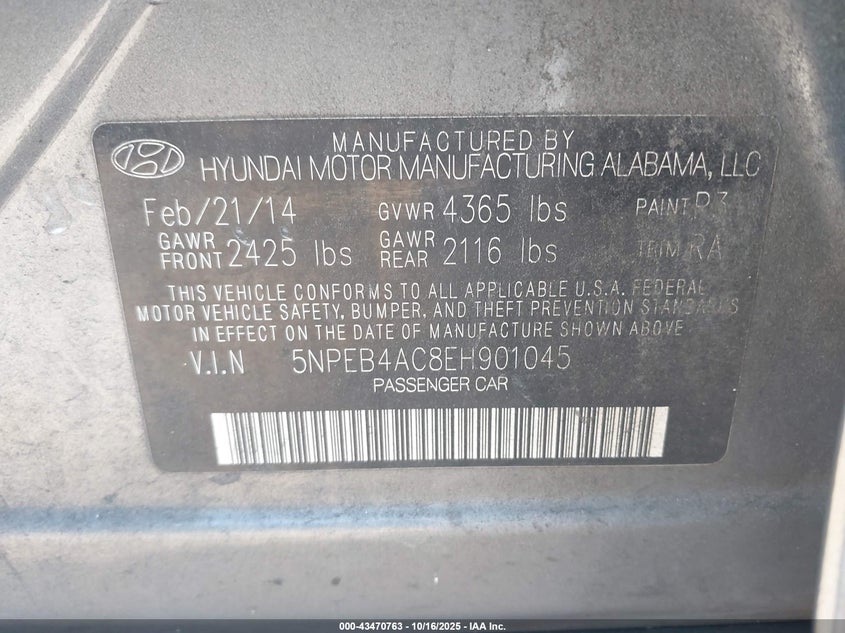 MANUFACTURED BY
HYUNDAI MOTOR MANUFACTURING ALABAMA, LLC
Feb/21/14 GVWR 4365 lbs PAINT P3
GAWR FRONT 2425 lbs GAWR REAR 2116 lbs TRIM RA
THIS VEHICLE CONFORMS TO ALL APPLICABLE U.S.A. FEDERAL
MOTOR VEHICLE SAFETY, BUMPER, AND THEFT PREVENTION STANDARDS
IN EFFECT ON THE DATE OF MANUFACTURE SHOWN ABOVE
V.I.N 5NPEB4AC8EH901045
PASSENGER CAR
000-43470763 - 10/16/2025 - IAA Inc.